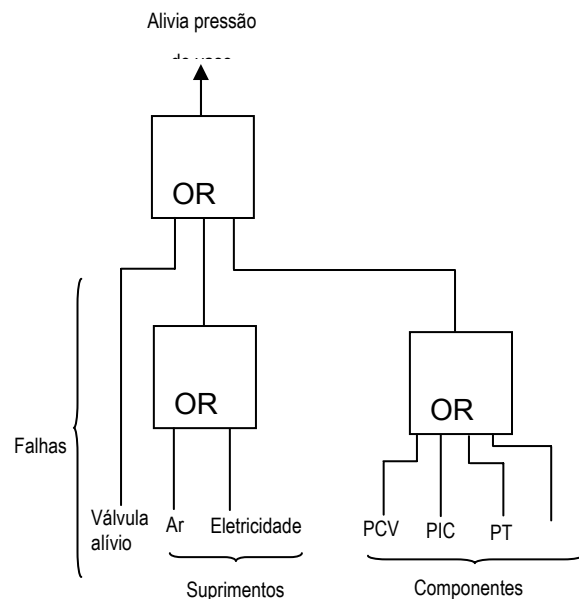 Alivia pressão
OR
OR
OR
Falhas
Válvula
alívio
Ar
Eletricidade
PCV
PIC
PT
Suprimentos
Componentes